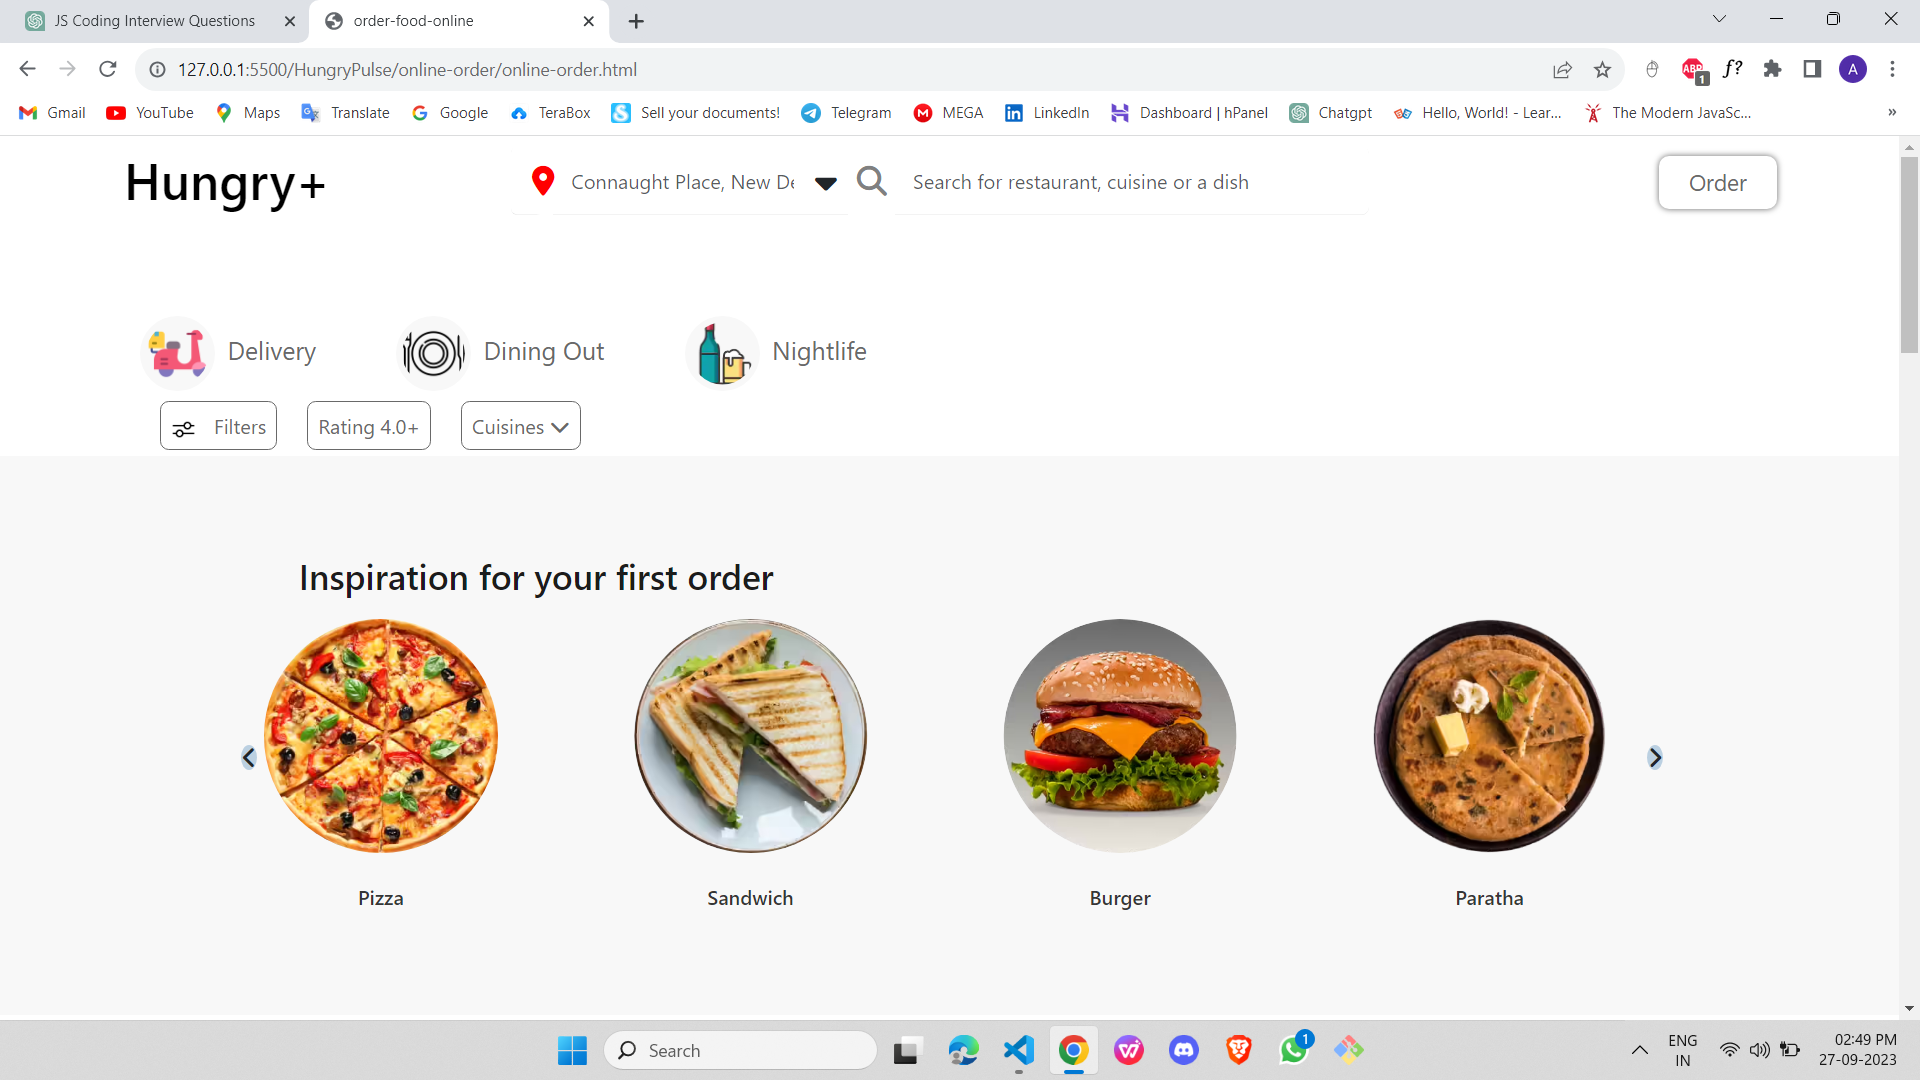 JS Coding Interview Questions
order-food-online
127.0.0.1:5500/HungryPulse/online-order/online-order.html
ABP
1
f?
A
Gmail
YouTube
Maps
Translate
Google
TeraBox
Sell your documents!
Telegram
MEGA
LinkedIn
Dashboard | hPanel
Chatgpt
Hello, World! - Lear...
The Modern JavaSc...
»
Hungry+
Connaught Place, New De
Search for restaurant, cuisine or a dish
Order
Delivery
Dining Out
Nightlife
Filters
Rating 4.0+
Cuisines
Inspiration for your first order
Pizza
Sandwich
Burger
Paratha
Search
1
ENG
IN
02:49 PM
27-09-2023